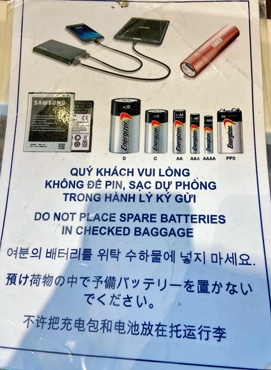 SAMSUNG
Energizer
Energizer
Energizer
D C AA AAA AAAA PP3
QUÝ KHÁCH VUI LÒNG
KHÔNG ĐỂ PIN, SẠC DỰ PHÒNG
TRONG HÀNH LÝ KÝ GỬI
DO NOT PLACE SPARE BATTERIES
IN CHECKED BAGGAGE
여분의 배터리를 위탁 수하물에 넣지 마세요.
預け荷物の中で予備バッテリーを置かない
でください。
不许把充电包和电池放在托运行李